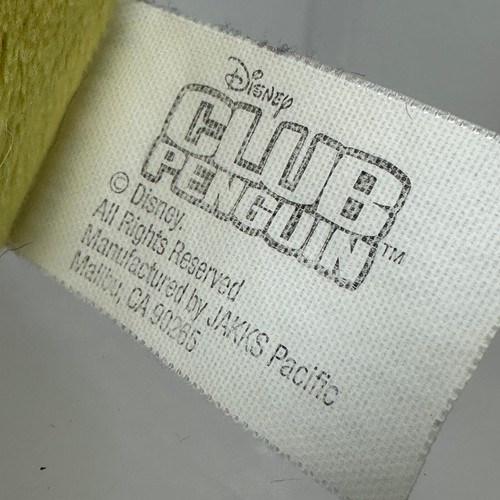 Disney
CLUB
PENGUIN™
© Disney.
All Rights Reserved
Manufactured by JAKKS Pacific
Malibu, CA 90265